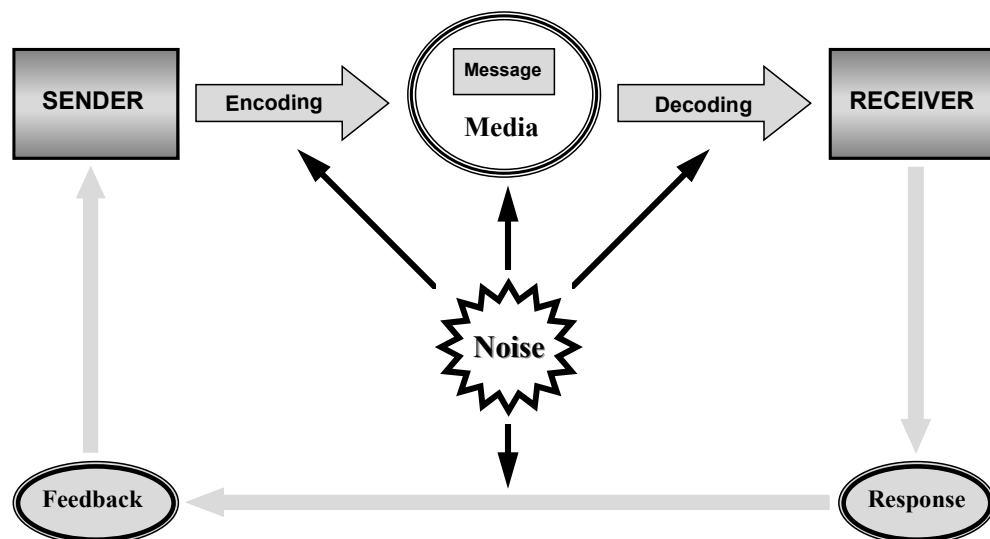 Message
SENDER
Encoding
Media
Decoding
RECEIVER
Noise
Feedback
Response